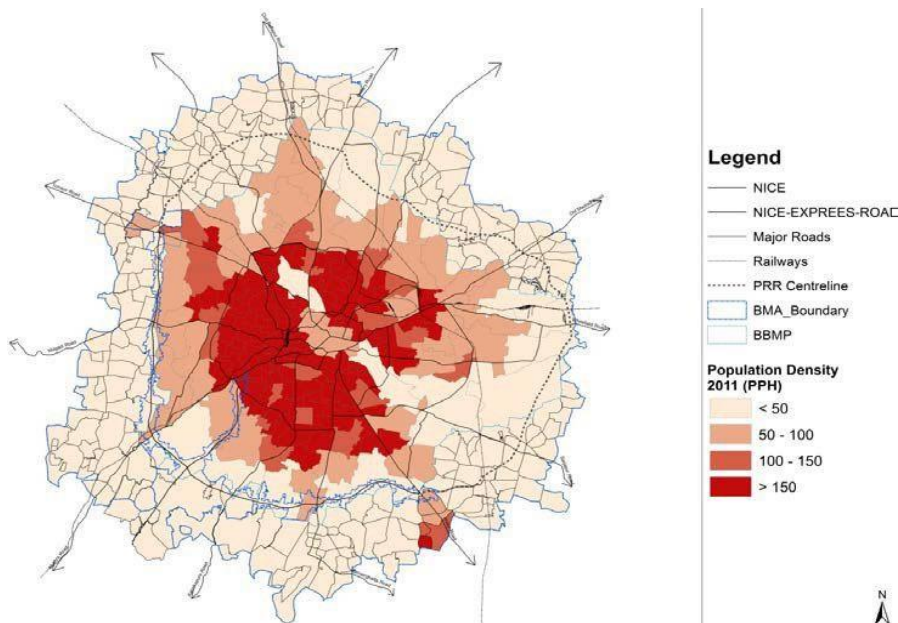 Legend
NICE
NICE-EXPREES-ROAD
Major Roads
Railways
PRR Centreline
BMA_Boundary
BBMP
Population Density
2011 (PPH)
< 50
50 - 100
100 - 150
> 150
N